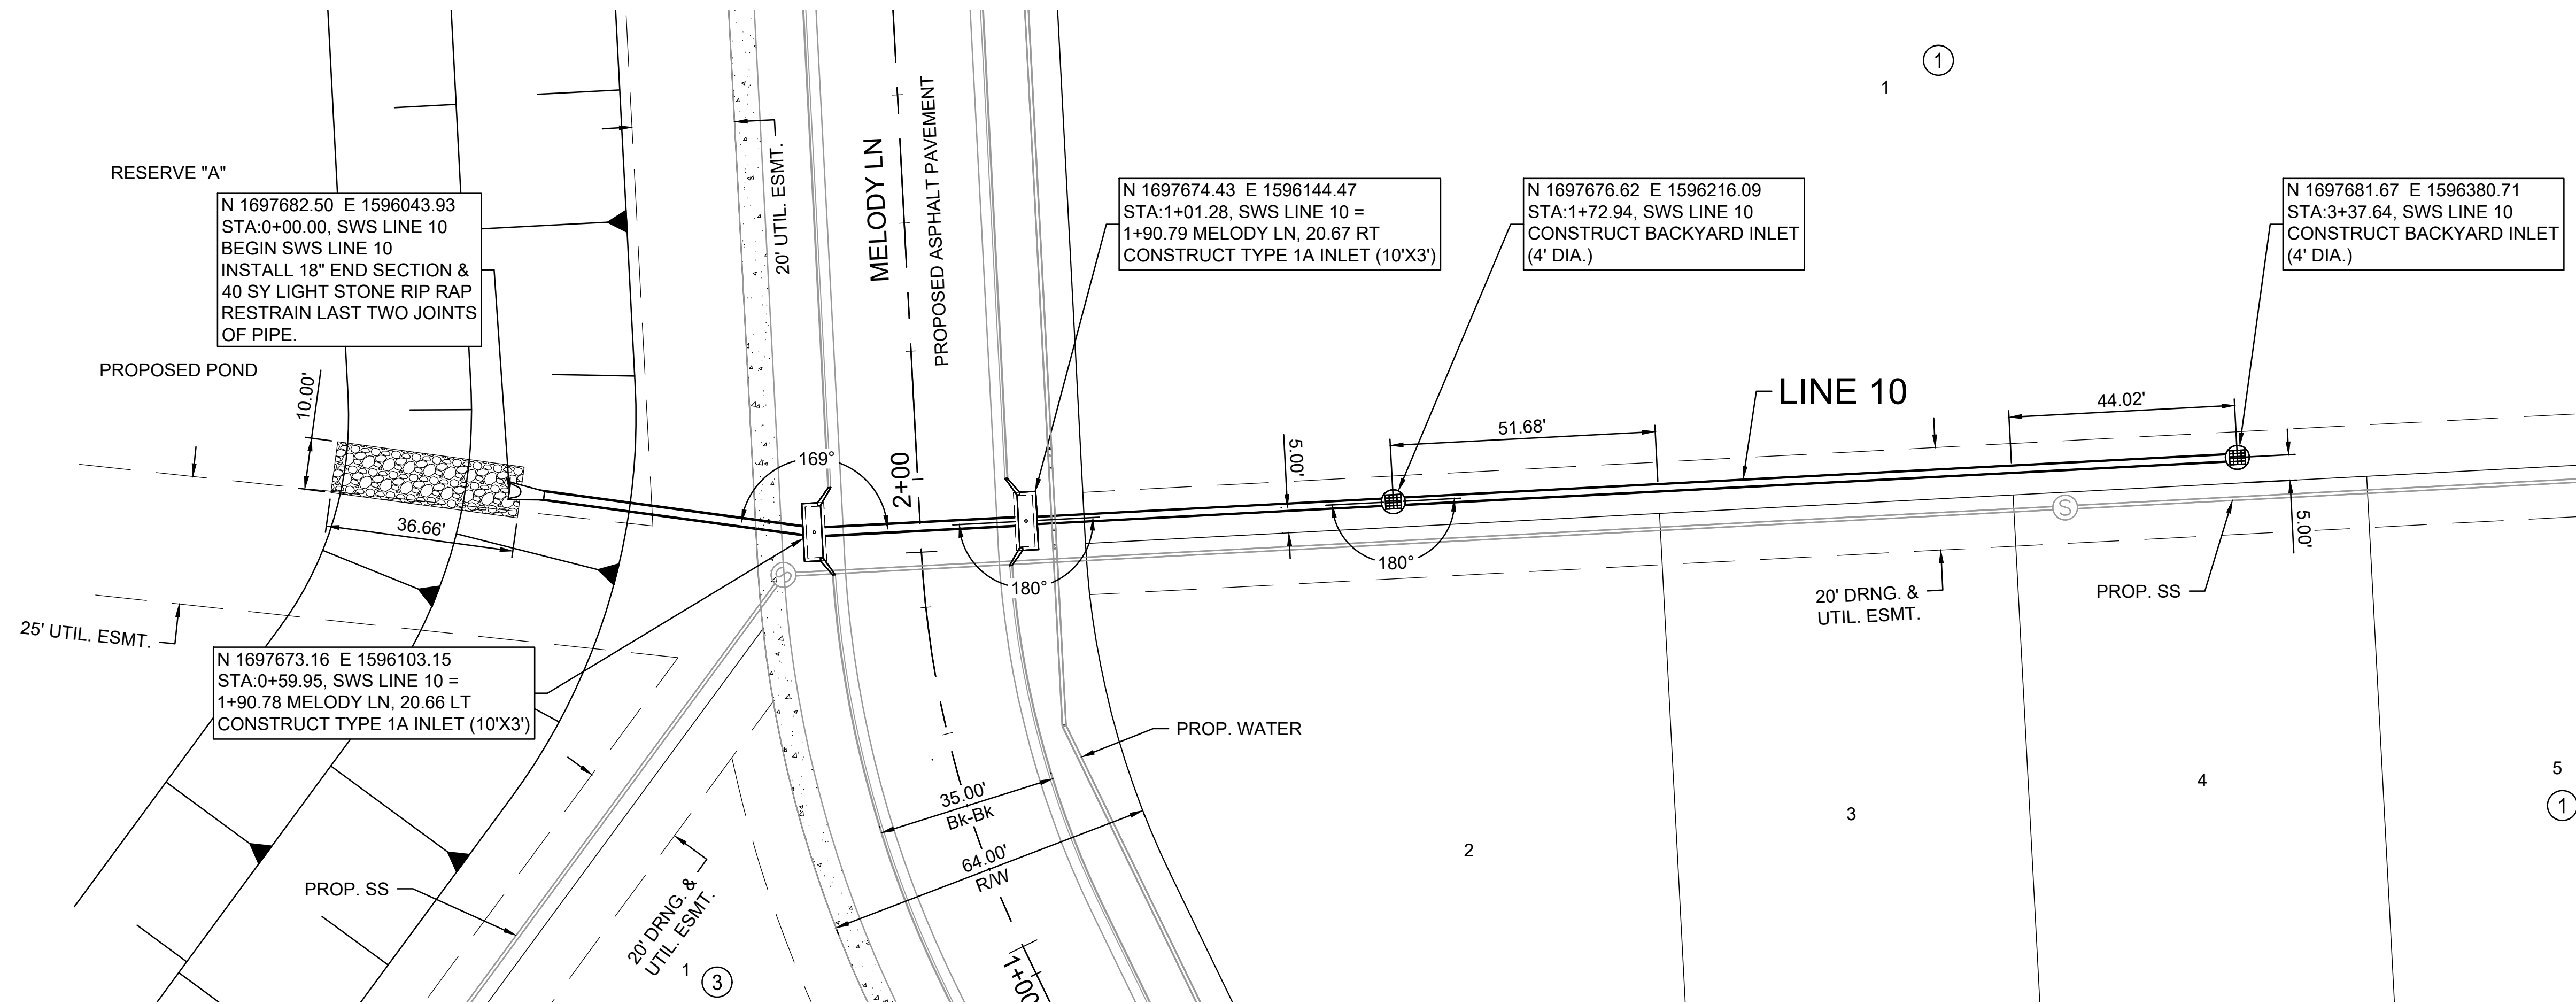 RESERVE "A"
N 1697682.50 E 1596043.93
STA:0+00.00, SWS LINE 10
BEGIN SWS LINE 10
INSTALL 18" END SECTION &
40 SY LIGHT STONE RIP RAP
RESTRAIN LAST TWO JOINTS
OF PIPE.
PROPOSED POND
10.00'
36.66'
25' UTIL. ESMT.
N 1697673.16 E 1596103.15
STA:0+59.95, SWS LINE 10 =
1+90.78 MELODY LN, 20.66 LT
CONSTRUCT TYPE 1A INLET (10'X3')
PROP. SS
20' DRNG. &
UTIL. ESMT.
1
3
20' UTIL. ESMT.
MELODY LN
PROPOSED ASPHALT PAVEMENT
2+00
169°
180°
S
35.00'
Bk-Bk
64.00'
R/W
1+00
PROP. WATER
N 1697674.43 E 1596144.47
STA:1+01.28, SWS LINE 10 =
1+90.79 MELODY LN, 20.67 RT
CONSTRUCT TYPE 1A INLET (10'X3')
N 1697676.62 E 1596216.09
STA:1+72.94, SWS LINE 10
CONSTRUCT BACKYARD INLET
(4' DIA.)
1
1
N 1697681.67 E 1596380.71
STA:3+37.64, SWS LINE 10
CONSTRUCT BACKYARD INLET
(4' DIA.)
LINE 10
5.00'
51.68'
44.02'
180°
S
5.00'
20' DRNG. &
UTIL. ESMT.
PROP. SS
2
3
4
5
1